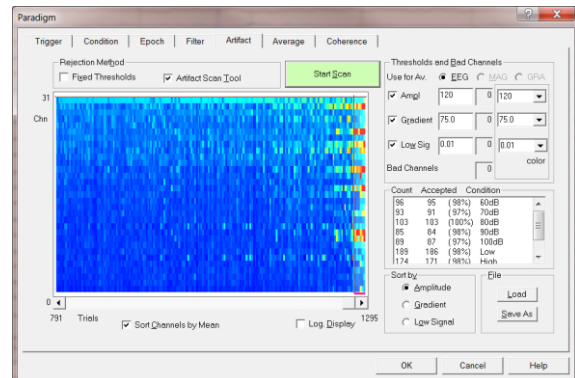 Paradigm
Trigger Condition Epoch Filter Artifact Average Coherence
Rejection Method
Fixed Thresholds Artifact Scan Tool
Start Scan
31
Chn
0
791 Trials 1295
Sort Channels by Mean Log. Display
Thresholds and Bad Channels
Use for Av. EEG MAG GRA
Ampl 120 0 120
Gradient 75.0 0 75.0
Low Sig 0.01 0 0.01
Bad Channels 0 color
Count Accepted Condition
96 95 (98%) 60dB
93 91 (97%) 70dB
103 103 (100%) 80dB
85 84 (98%) 90dB
89 87 (97%) 100dB
189 186 (98%) Low
174 171 (98%) High
Sort by
Amplitude
Gradient
Low Signal
File
Load
Save As
OK Cancel Help